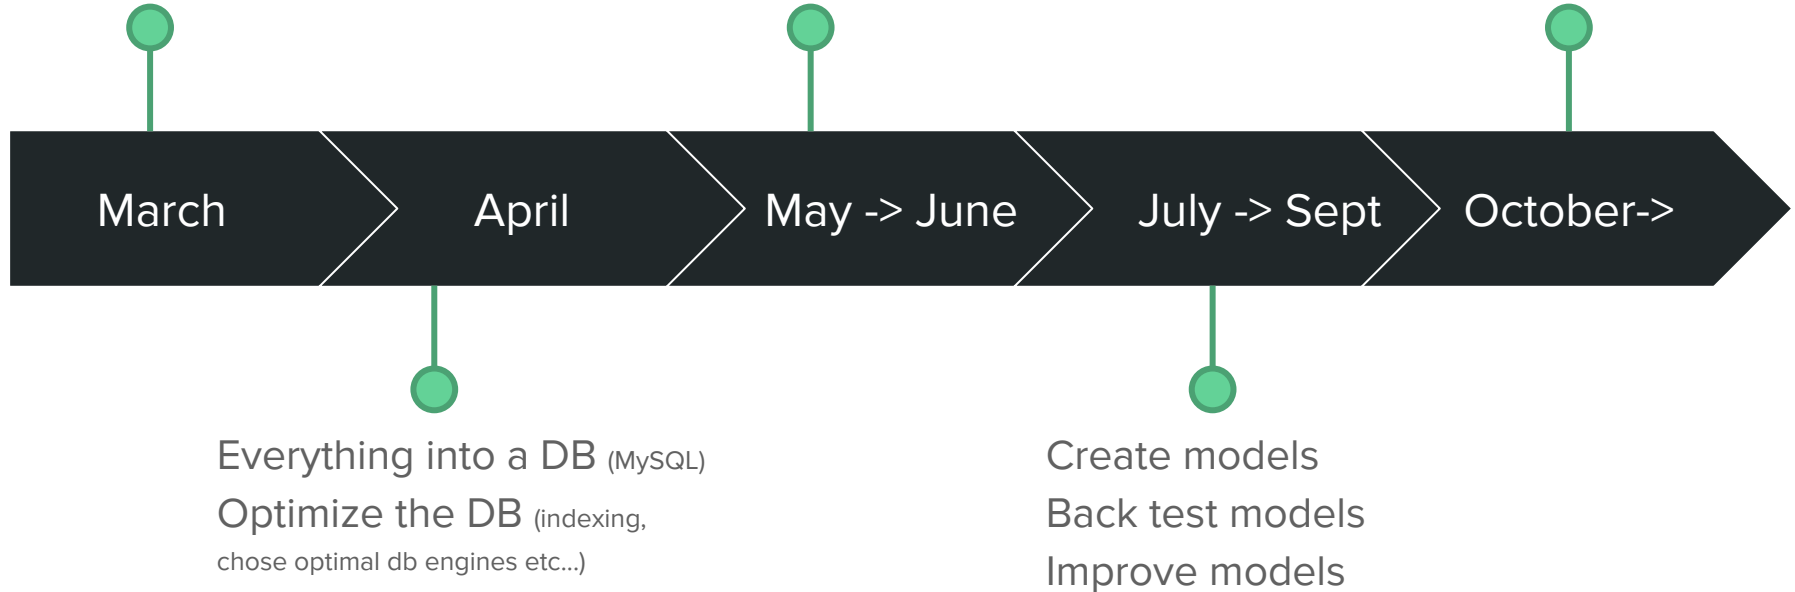 March
April
May -> June
July -> Sept
October->
Everything into a DB (MySQL)
Optimize the DB (indexing,
chose optimal db engines etc...)
Create models
Back test models
Improve models